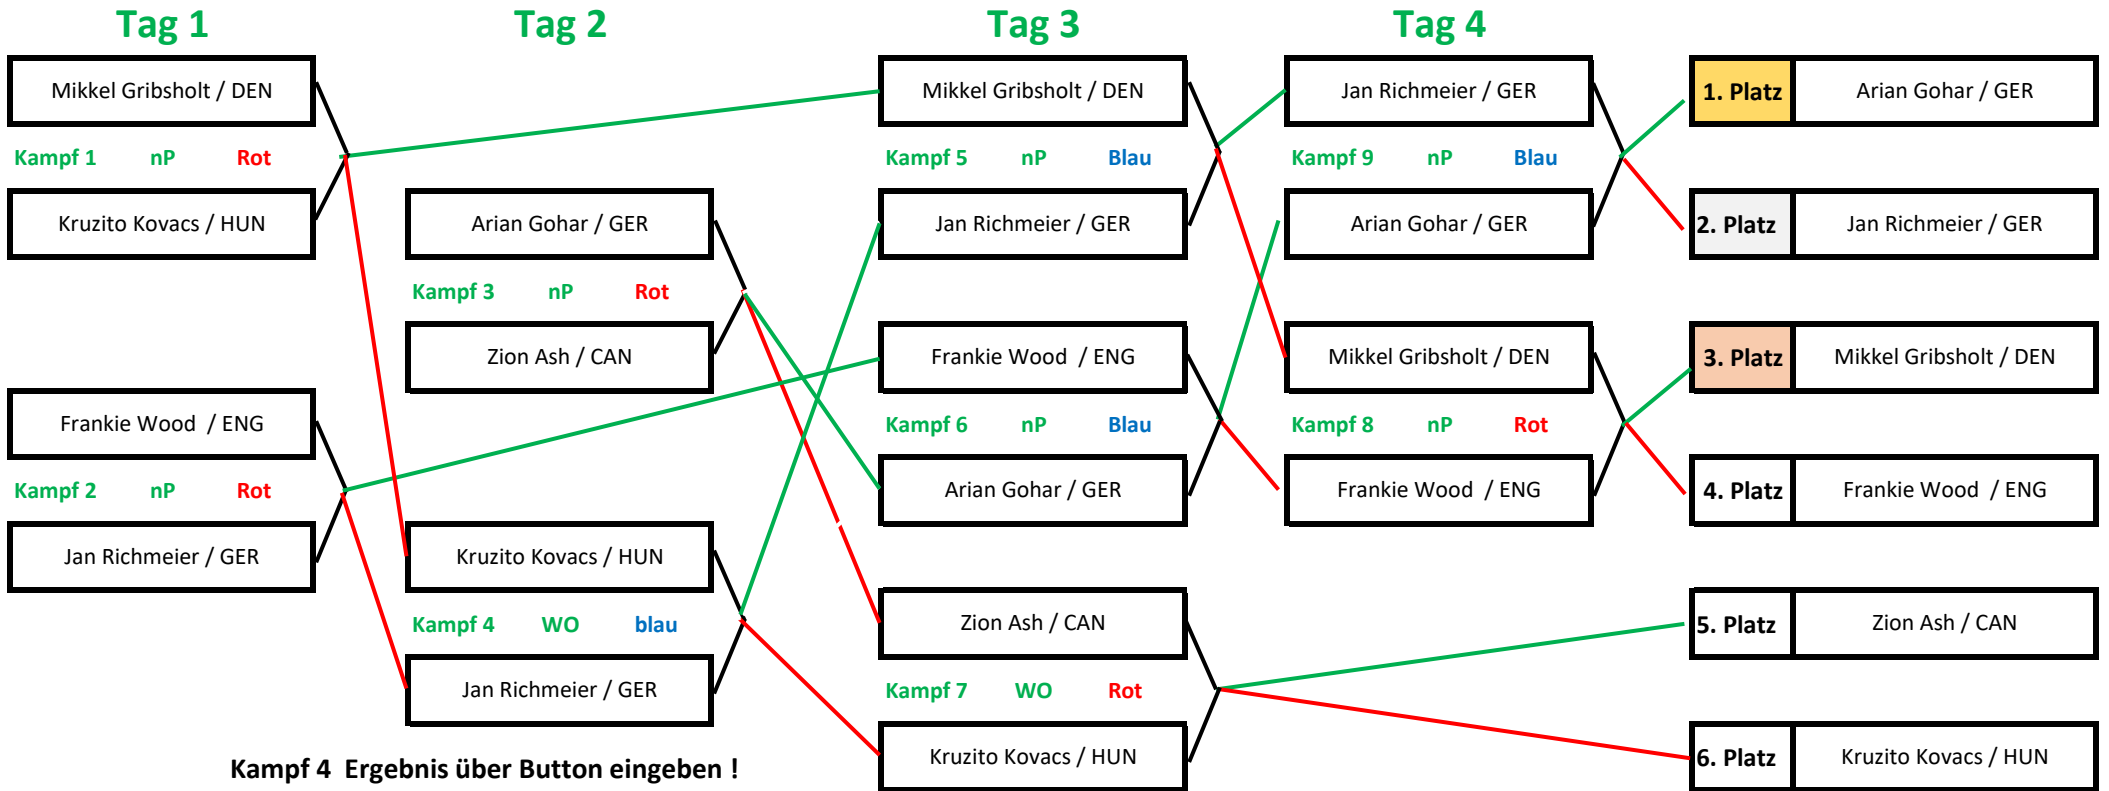 Tag 1
Tag 2
Tag 3
Tag 4
Mikkel Gribsholt / DEN
Kampf 1 nP Rot
Kruzito Kovacs / HUN
Frankie Wood / ENG
Kampf 2 nP Rot
Jan Richmeier / GER
Arian Gohar / GER
Kampf 3 nP Rot
Zion Ash / CAN
Kruzito Kovacs / HUN
Kampf 4 WO blau
Jan Richmeier / GER
Kampf 4 Ergebnis über Button eingeben !
Mikkel Gribsholt / DEN
Kampf 5 nP Blau
Jan Richmeier / GER
Frankie Wood / ENG
Kampf 6 nP Blau
Arian Gohar / GER
Zion Ash / CAN
Kampf 7 WO Rot
Kruzito Kovacs / HUN
Jan Richmeier / GER
Kampf 9 nP Blau
Arian Gohar / GER
Mikkel Gribsholt / DEN
Kampf 8 nP Rot
Frankie Wood / ENG
1. Platz Arian Gohar / GER
2. Platz Jan Richmeier / GER
3. Platz Mikkel Gribsholt / DEN
4. Platz Frankie Wood / ENG
5. Platz Zion Ash / CAN
6. Platz Kruzito Kovacs / HUN